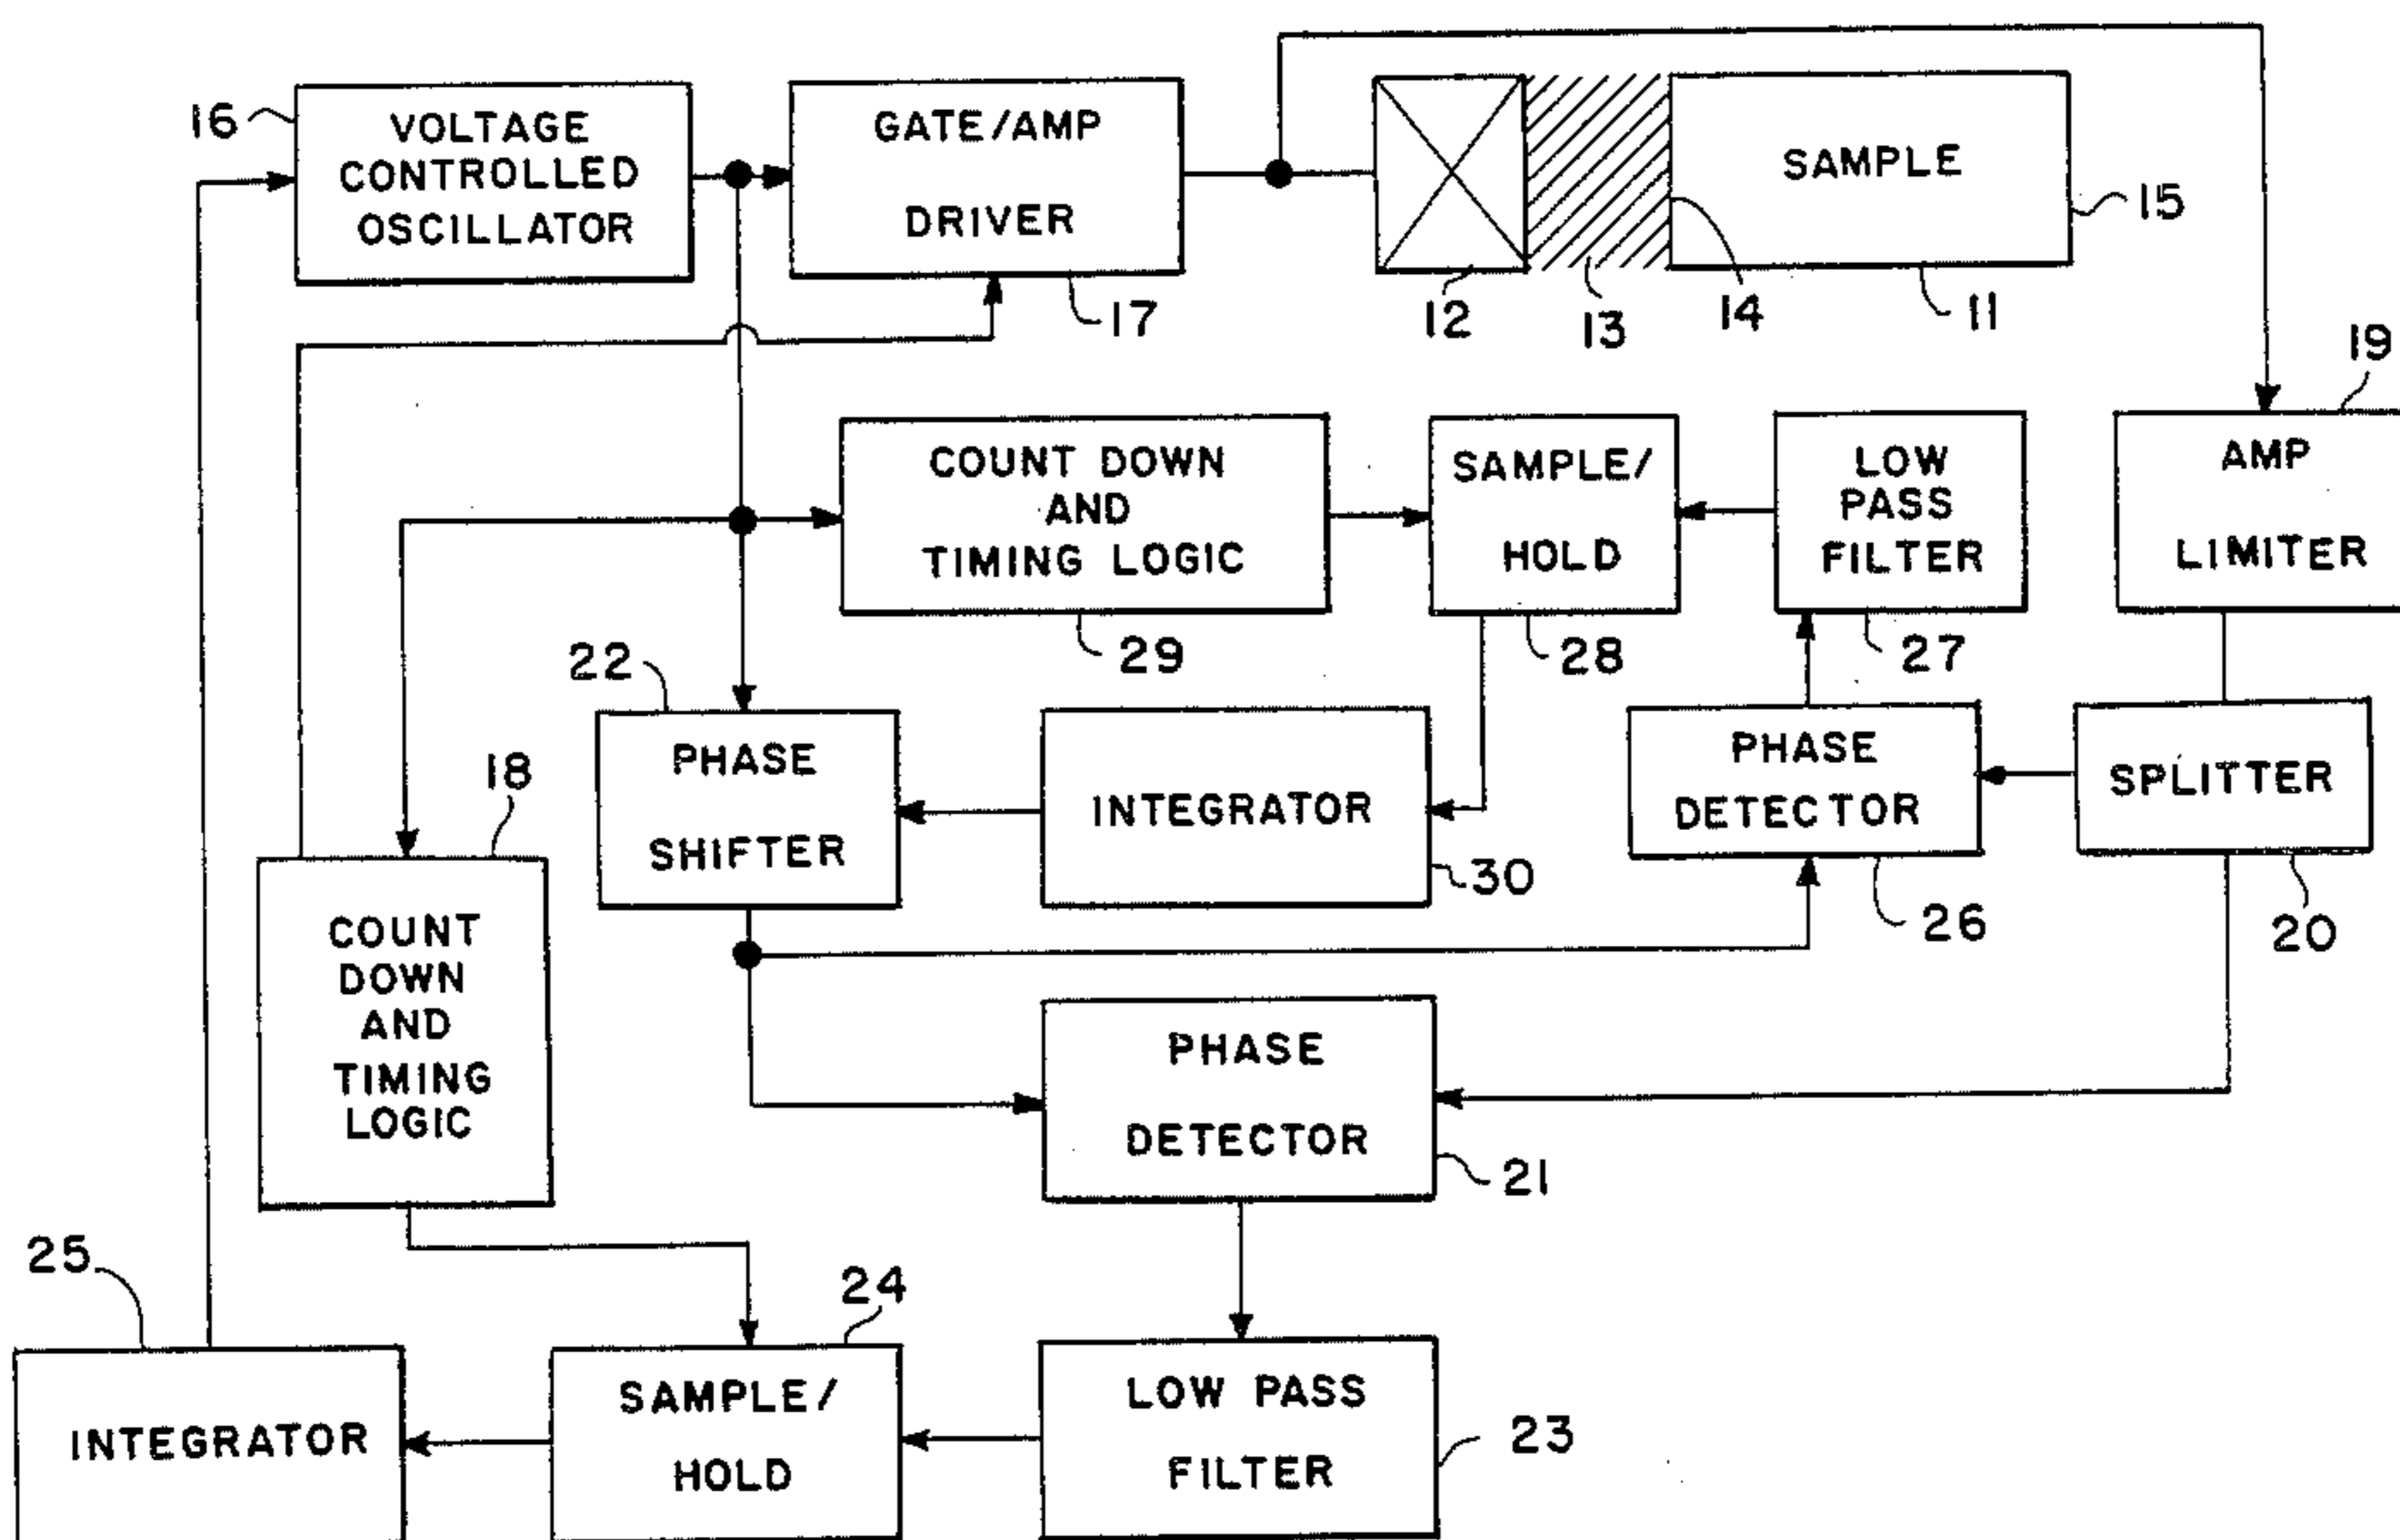 16
VOLTAGE
CONTROLLED
OSCILLATOR
GATE/AMP
DRIVER
17
12
13
14
SAMPLE
15
11
19
AMP
LIMITER
COUNT DOWN
AND
TIMING LOGIC
29
SAMPLE/
HOLD
28
LOW
PASS
FILTER
27
22
PHASE
SHIFTER
INTEGRATOR
30
PHASE
DETECTOR
26
SPLITTER
20
18
COUNT
DOWN
AND
TIMING
LOGIC
PHASE
DETECTOR
21
25
INTEGRATOR
24
SAMPLE/
HOLD
LOW PASS
FILTER
23